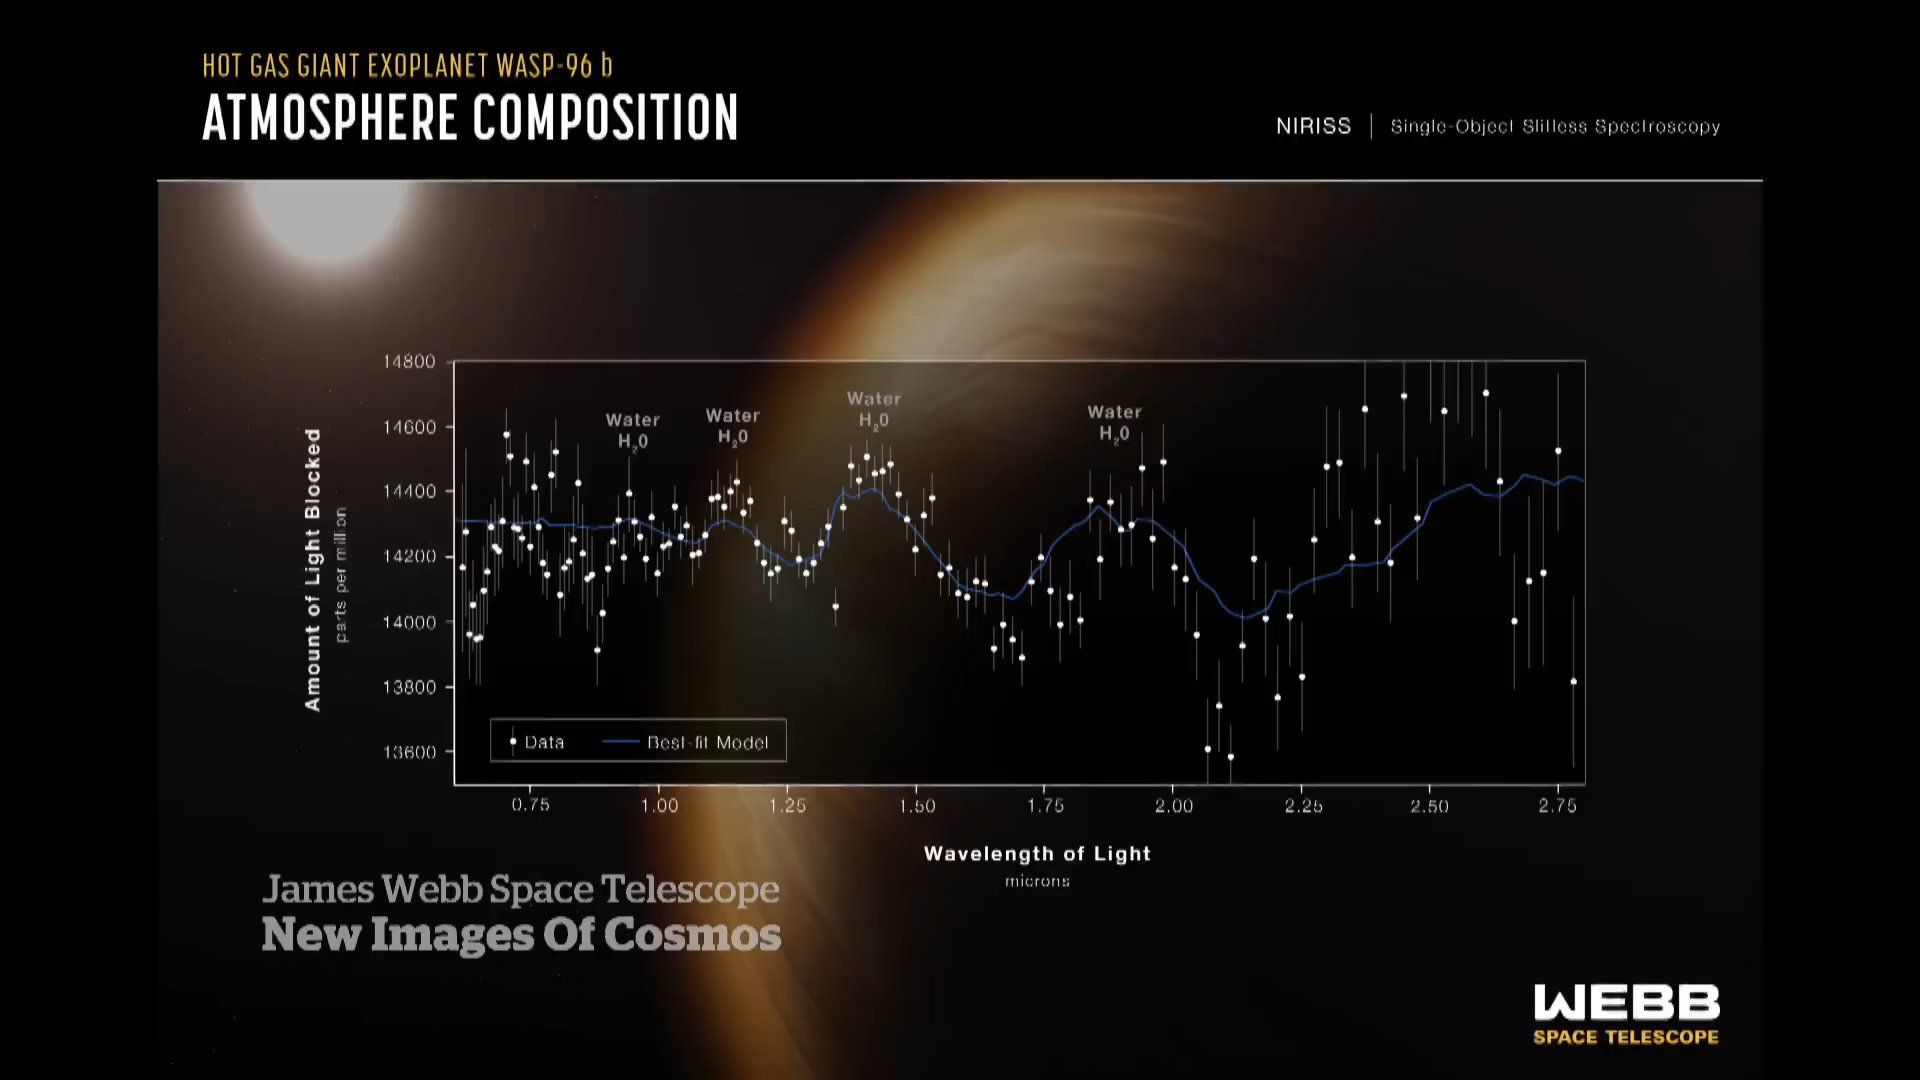 HOT GAS GIANT EXOPLANET WASP-96 b
ATMOSPHERE COMPOSITION
NIRISS | Single-Object Slitless Spectroscopy
14800
14600
14400
14200
14000
13800
13600
Amount of Light Blocked
parts per million
Water
H₂O
Water
H₂O
Water
H₂O
Water
H₂O
Data
Best-fit Model
0.75 1.00 1.25 1.50 1.75 2.00 2.25 2.50 2.75
Wavelength of Light
microns
James Webb Space Telescope
New Images Of Cosmos
WEBB
SPACE TELESCOPE